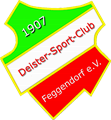 1907
Deister-Sport-Club
Feggendorf e.V.